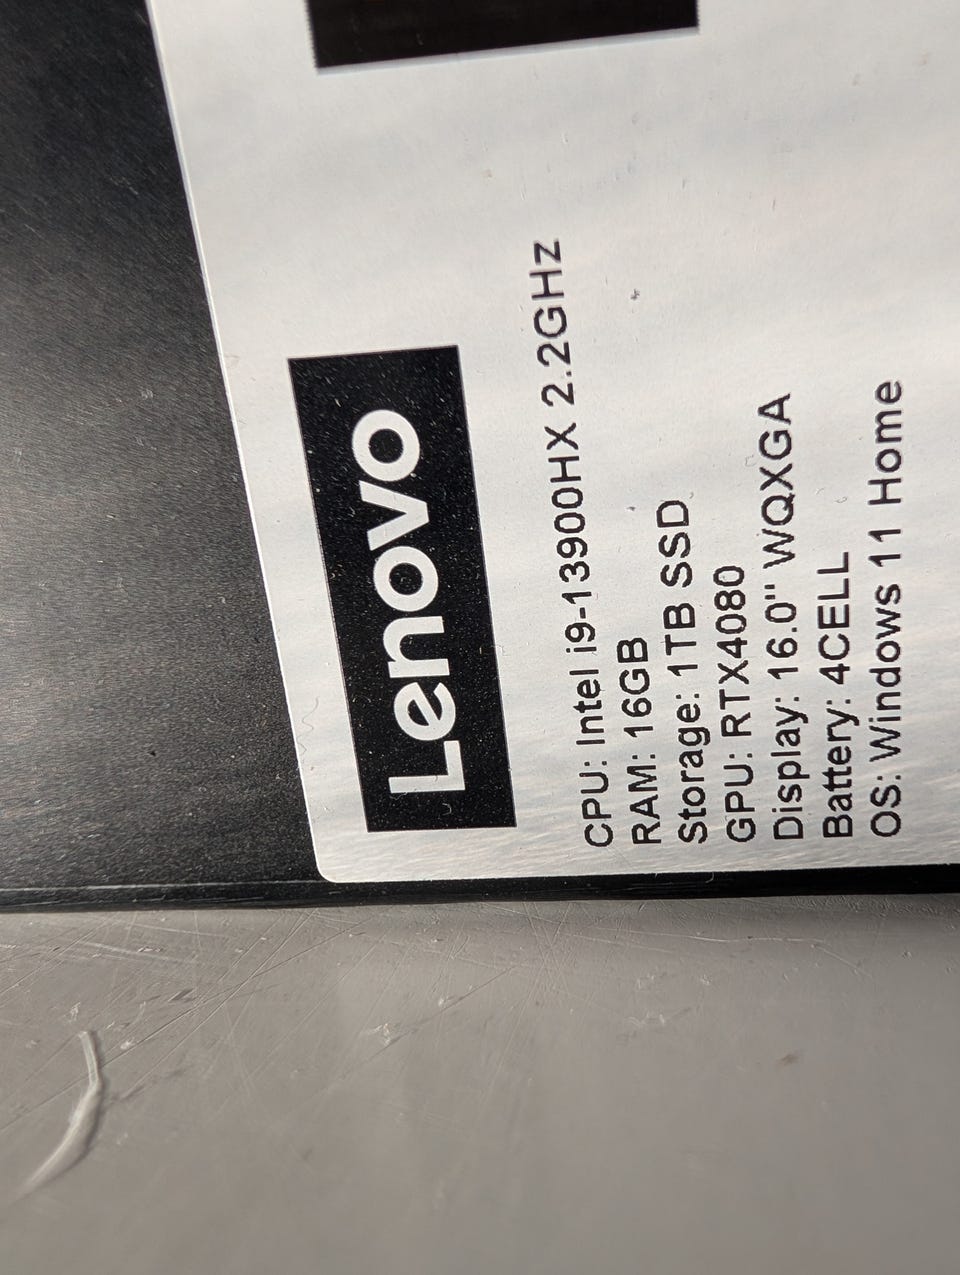 Lenovo
CPU: Intel i9-13900HX 2.2GHz
RAM: 16GB
Storage: 1TB SSD
GPU: RTX4080
Display: 16.0" WQXGA
Battery: 4CELL
OS: Windows 11 Home